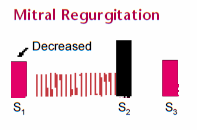 Mitral Regurgitation
Decreased
S1 S2 S3